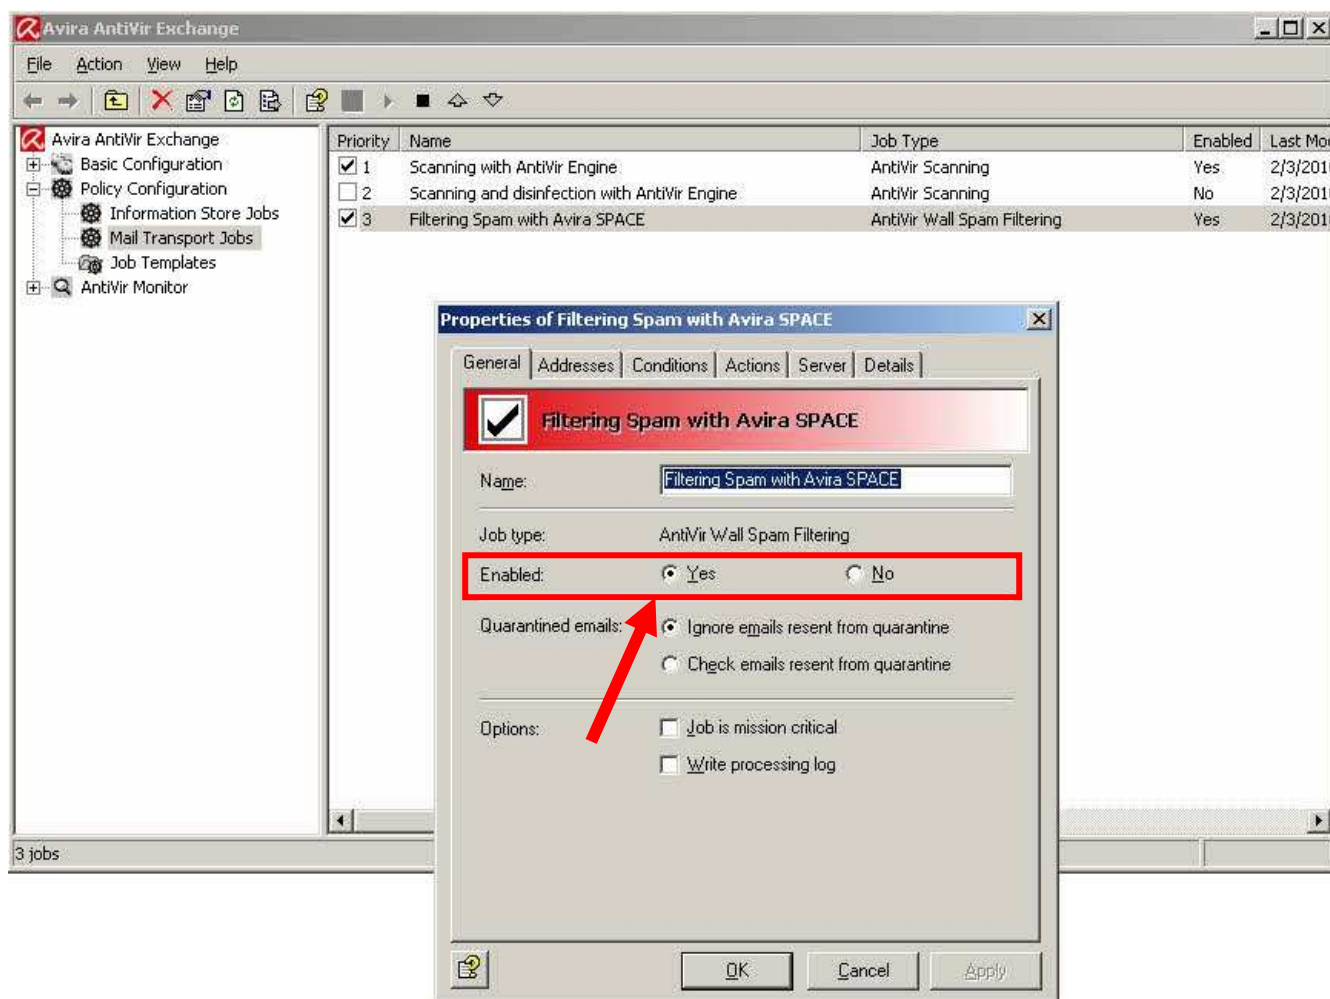 Avira AntiVir Exchange
File Action View Help
Avira AntiVir Exchange
Basic Configuration
Policy Configuration
Information Store Jobs
Mail Transport Jobs
Job Templates
AntiVir Monitor
Priority Name Job Type Enabled Last Mo
1 Scanning with AntiVir Engine AntiVir Scanning Yes 2/3/201
2 Scanning and disinfection with AntiVir Engine AntiVir Scanning No 2/3/201
3 Filtering Spam with Avira SPACE AntiVir Wall Spam Filtering Yes 2/3/201
Properties of Filtering Spam with Avira SPACE
General Addresses Conditions Actions Server Details
Filtering Spam with Avira SPACE
Name: Filtering Spam with Avira SPACE
Job type: AntiVir Wall Spam Filtering
Enabled: Yes No
Quarantined emails: Ignore emails resent from quarantine
Check emails resent from quarantine
Options: Job is mission critical
Write processing log
3 jobs
OK Cancel Apply